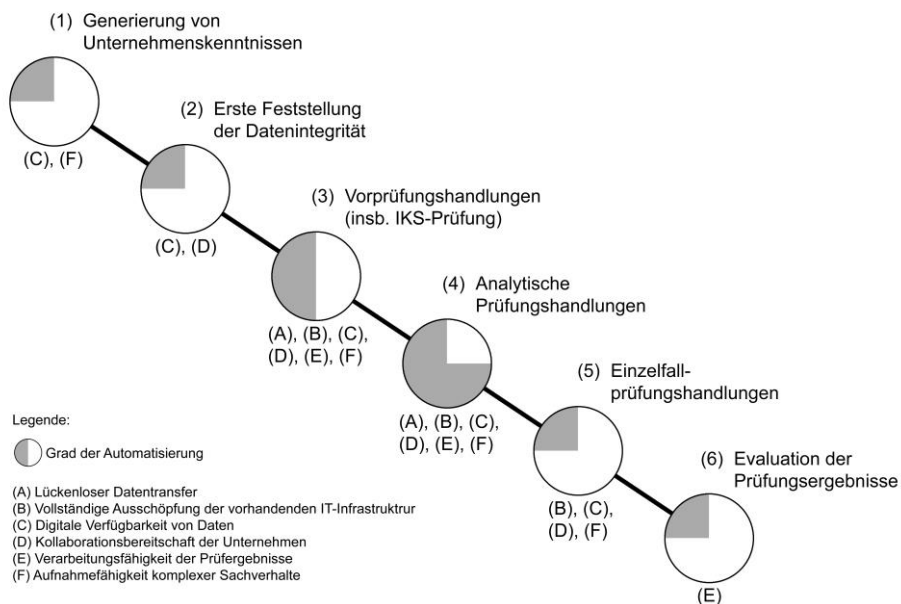 (1) Generierung von
Unternehmenskenntnissen
(C), (F)
(2) Erste Feststellung
der Datenintegrität
(C), (D)
(3) Vorprüfungshandlungen
(insb. IKS-Prüfung)
(A), (B), (C),
(D), (E), (F)
(4) Analytische
Prüfungshandlungen
(A), (B), (C),
(D), (E), (F)
(5) Einzelfall-
prüfungshandlungen
(B), (C),
(D), (F)
(6) Evaluation der
Prüfungsergebnisse
(E)
Legende:
Grad der Automatisierung
(A) Lückenloser Datentransfer
(B) Vollständige Ausschöpfung der vorhandenden IT-Infrastruktrur
(C) Digitale Verfügbarkeit von Daten
(D) Kollaborationsbereitschaft der Unternehmen
(E) Verarbeitungsfähigkeit der Prüfergebnisse
(F) Aufnahmefähigkeit komplexer Sachverhalte